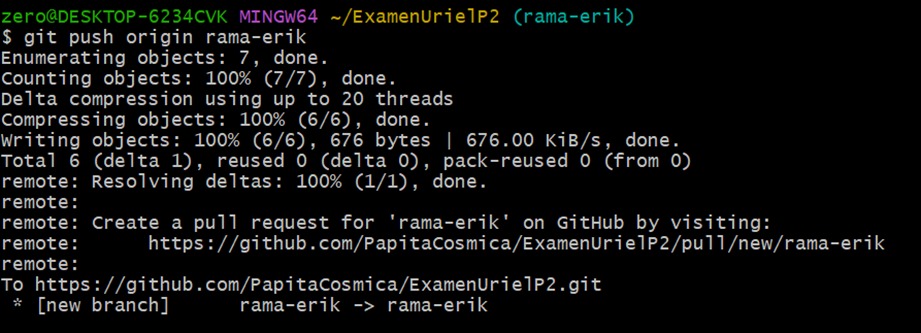 zero@DESKTOP-6234CVK MINGW64 ~/ExamenUrielP2 (rama-erik)
$ git push origin rama-erik
Enumerating objects: 7, done.
Counting objects: 100% (7/7), done.
Delta compression using up to 20 threads
Compressing objects: 100% (6/6), done.
Writing objects: 100% (6/6), 676 bytes | 676.00 KiB/s, done.
Total 6 (delta 1), reused 0 (delta 0), pack-reused 0 (from 0)
remote: Resolving deltas: 100% (1/1), done.
remote:
remote: Create a pull request for 'rama-erik' on GitHub by visiting:
remote:      https://github.com/PapitaCosmica/ExamenUrielP2/pull/new/rama-erik
remote:
To https://github.com/PapitaCosmica/ExamenUrielP2.git
 * [new branch]      rama-erik -> rama-erik